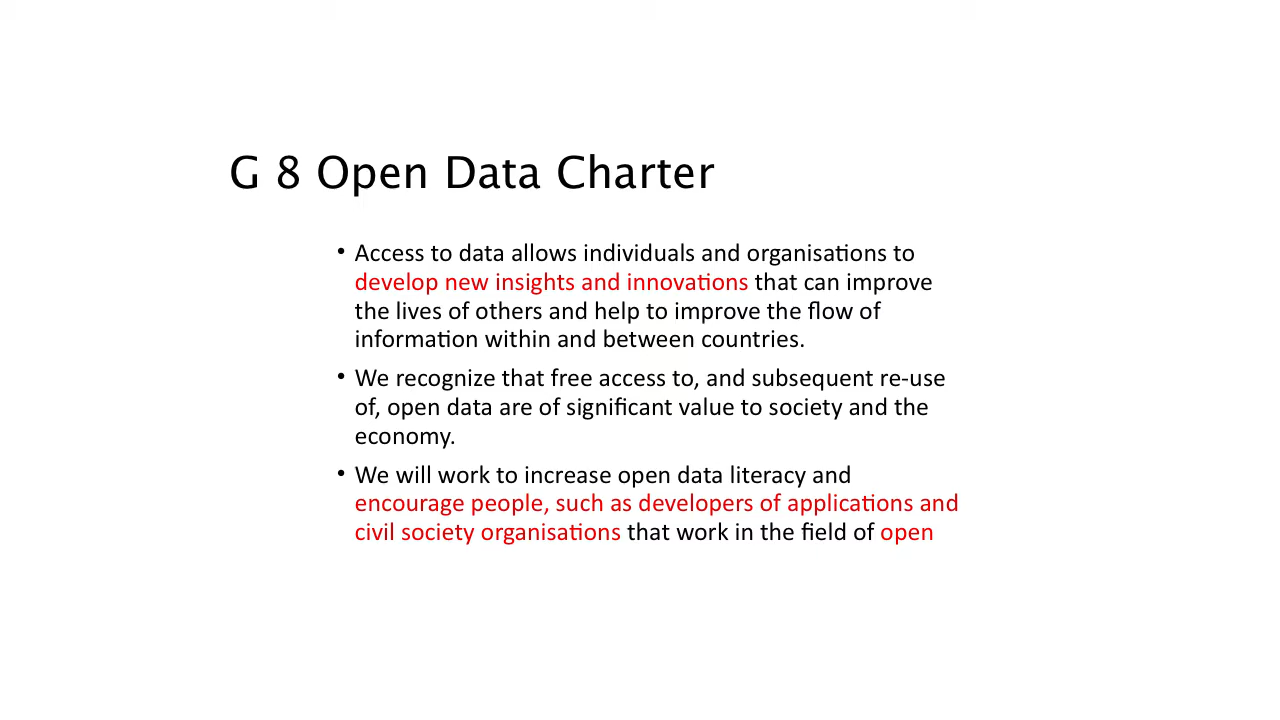 G 8 Open Data Charter
• Access to data allows individuals and organisations to
develop new insights and innovations that can improve
the lives of others and help to improve the flow of
information within and between countries.
• We recognize that free access to, and subsequent re-use
of, open data are of significant value to society and the
economy.
• We will work to increase open data literacy and
encourage people, such as developers of applications and
civil society organisations that work in the field of open